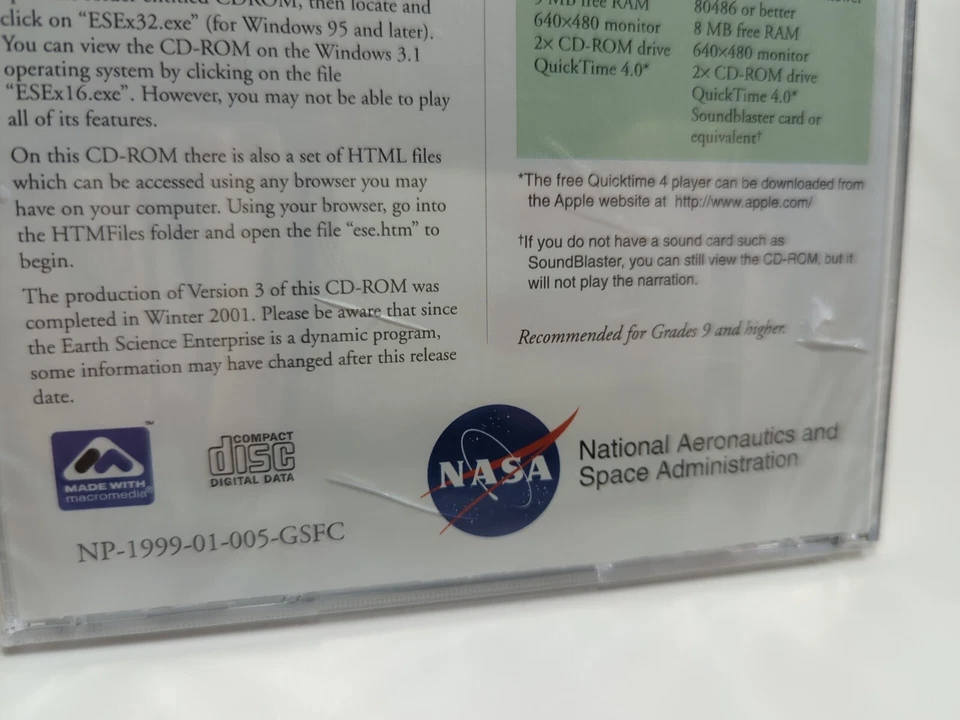 entitled CDROM, then locate and
click on “ESEx32.exe” (for Windows 95 and later).
You can view the CD-ROM on the Windows 3.1
operating system by clicking on the file
“ESEx16.exe”. However, you may not be able to play
all of its features.
On this CD-ROM there is also a set of HTML files
which can be accessed using any browser you may
have on your computer. Using your browser, go into
the HTMFiles folder and open the file “ese.htm” to
begin.
The production of Version 3 of this CD-ROM was
completed in Winter 2001. Please be aware that since
the Earth Science Enterprise is a dynamic program,
some information may have changed after this release
date.
MB free RAM
640×480 monitor
2× CD-ROM drive
QuickTime 4.0*
80486 or better
8 MB free RAM
640×480 monitor
2× CD-ROM drive
QuickTime 4.0*
Soundblaster card or
equivalent†
*The free Quicktime 4 player can be downloaded from
the Apple website at http://www.apple.com/
†If you do not have a sound card such as
SoundBlaster, you can still view the CD-ROM, but it
will not play the narration.
Recommended for Grades 9 and higher.
MADE WITH
macromedia®
™
COMPACT
disc
DIGITAL DATA
NASA
National Aeronautics and
Space Administration
NP-1999-01-005-GSFC